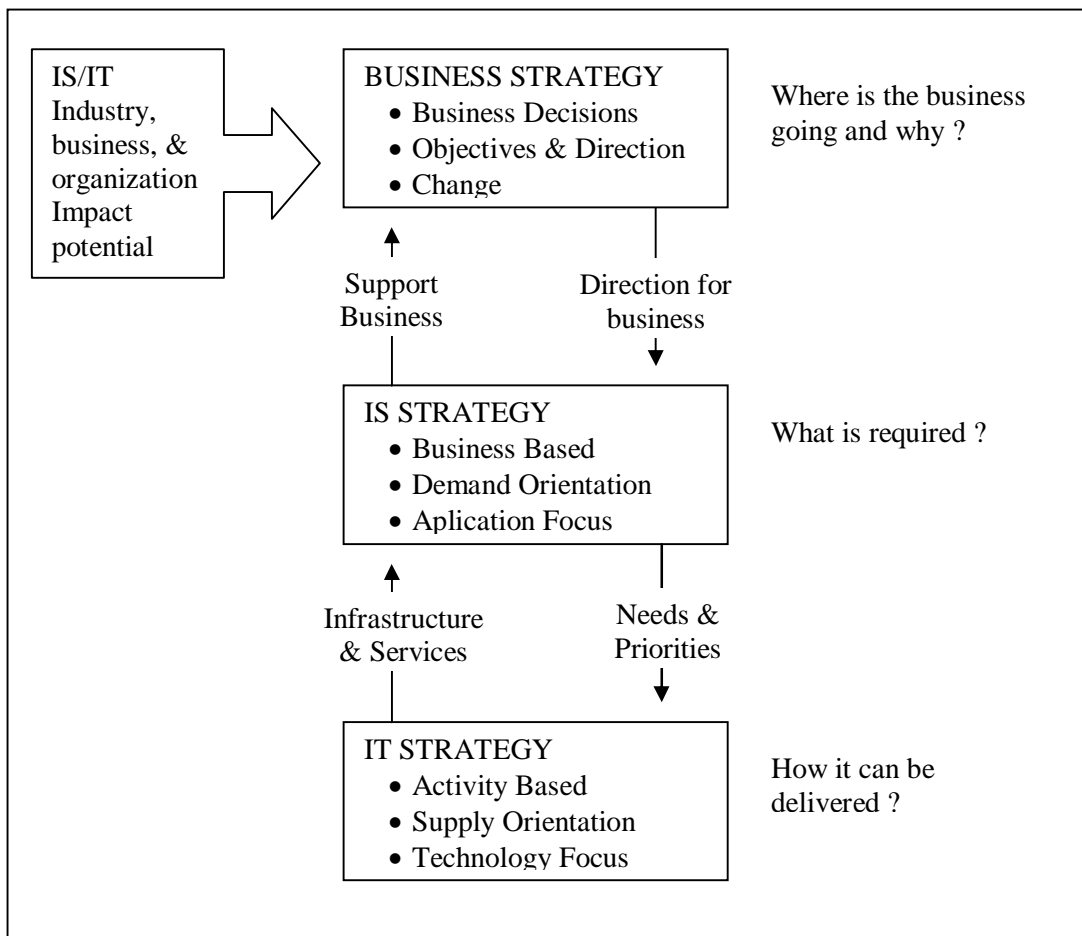 IS/IT
Industry,
business, &
organization
Impact
potential
BUSINESS STRATEGY
• Business Decisions
• Objectives & Direction
• Change
Where is the business
going and why ?
Support
Business
Direction for
business
IS STRATEGY
• Business Based
• Demand Orientation
• Aplication Focus
What is required ?
Infrastructure
& Services
Needs &
Priorities
IT STRATEGY
• Activity Based
• Supply Orientation
• Technology Focus
How it can be
delivered ?